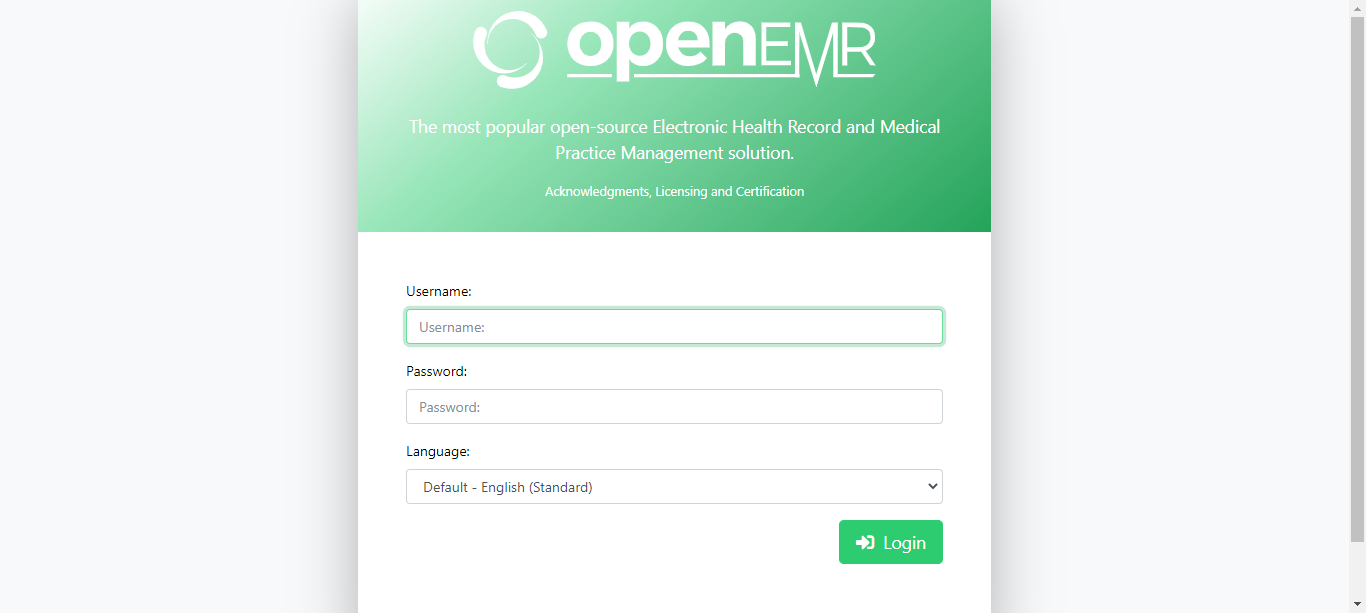 openEMR
The most popular open-source Electronic Health Record and Medical
Practice Management solution.
Acknowledgments, Licensing and Certification
Username:
Username:
Password:
Password:
Language:
Default - English (Standard)
Login